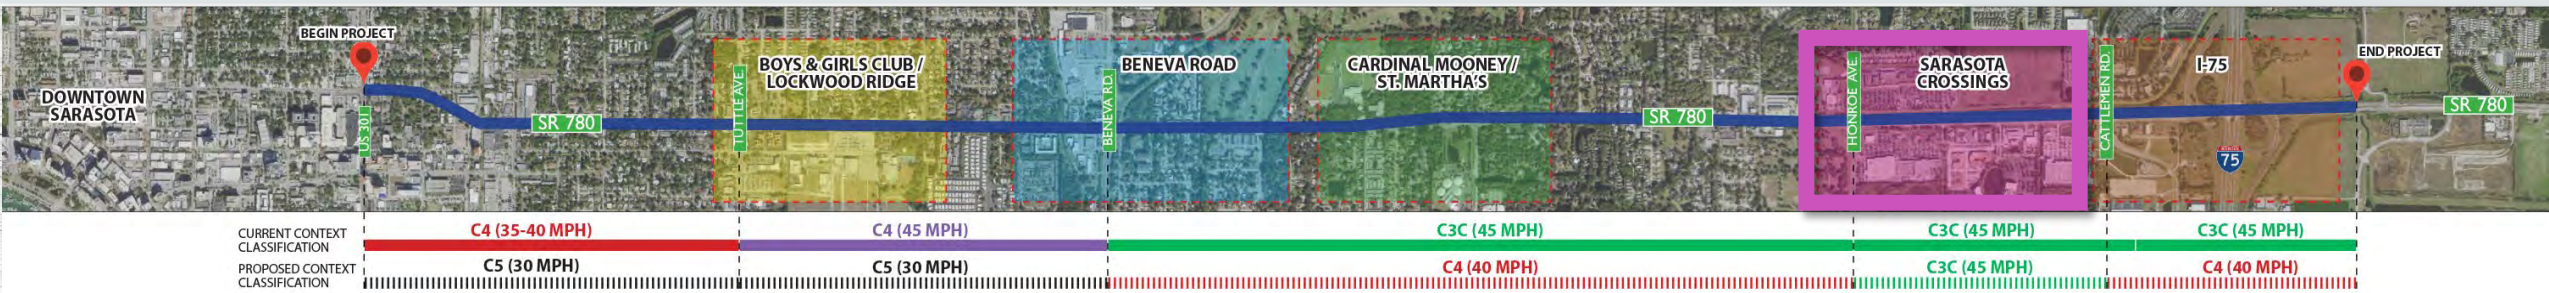 BEGIN PROJECT
DOWNTOWN
SARASOTA
US 301
SR 780
TUTTLE AVE.
BOYS & GIRLS CLUB /
LOCKWOOD RIDGE
BENEVA RD.
BENEVA ROAD
CARDINAL MOONEY /
ST. MARTHA'S
SR 780
HONROE AVE.
SARASOTA
CROSSINGS
CATTLEMEN RD.
I-75
75
END PROJECT
SR 780
CURRENT CONTEXT
CLASSIFICATION
C4 (35-40 MPH)
C4 (45 MPH)
C3C (45 MPH)
C3C (45 MPH)
C3C (45 MPH)
PROPOSED CONTEXT
CLASSIFICATION
C5 (30 MPH)
C5 (30 MPH)
C4 (40 MPH)
C3C (45 MPH)
C4 (40 MPH)